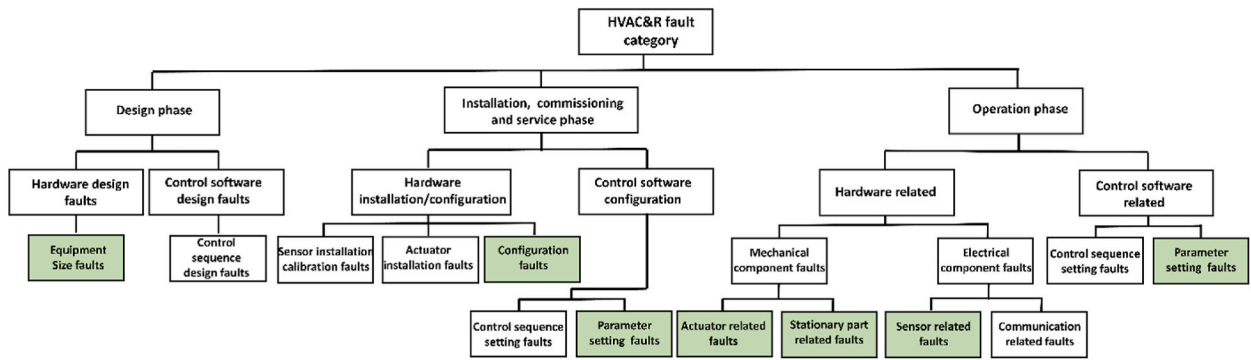 HVAC&R fault
category
Design phase
Installation, commissioning
and service phase
Operation phase
Hardware design
faults
Control software
design faults
Hardware
installation/configuration
Control software
configuration
Hardware related
Control software
related
Equipment
Size faults
Control
sequence
design faults
Sensor installation
calibration faults
Actuator
installation faults
Configuration
faults
Mechanical
component faults
Electrical
component faults
Control sequence
setting faults
Parameter
setting faults
Control sequence
setting faults
Parameter
setting faults
Actuator related
faults
Stationary part
related faults
Sensor related
faults
Communication
related faults